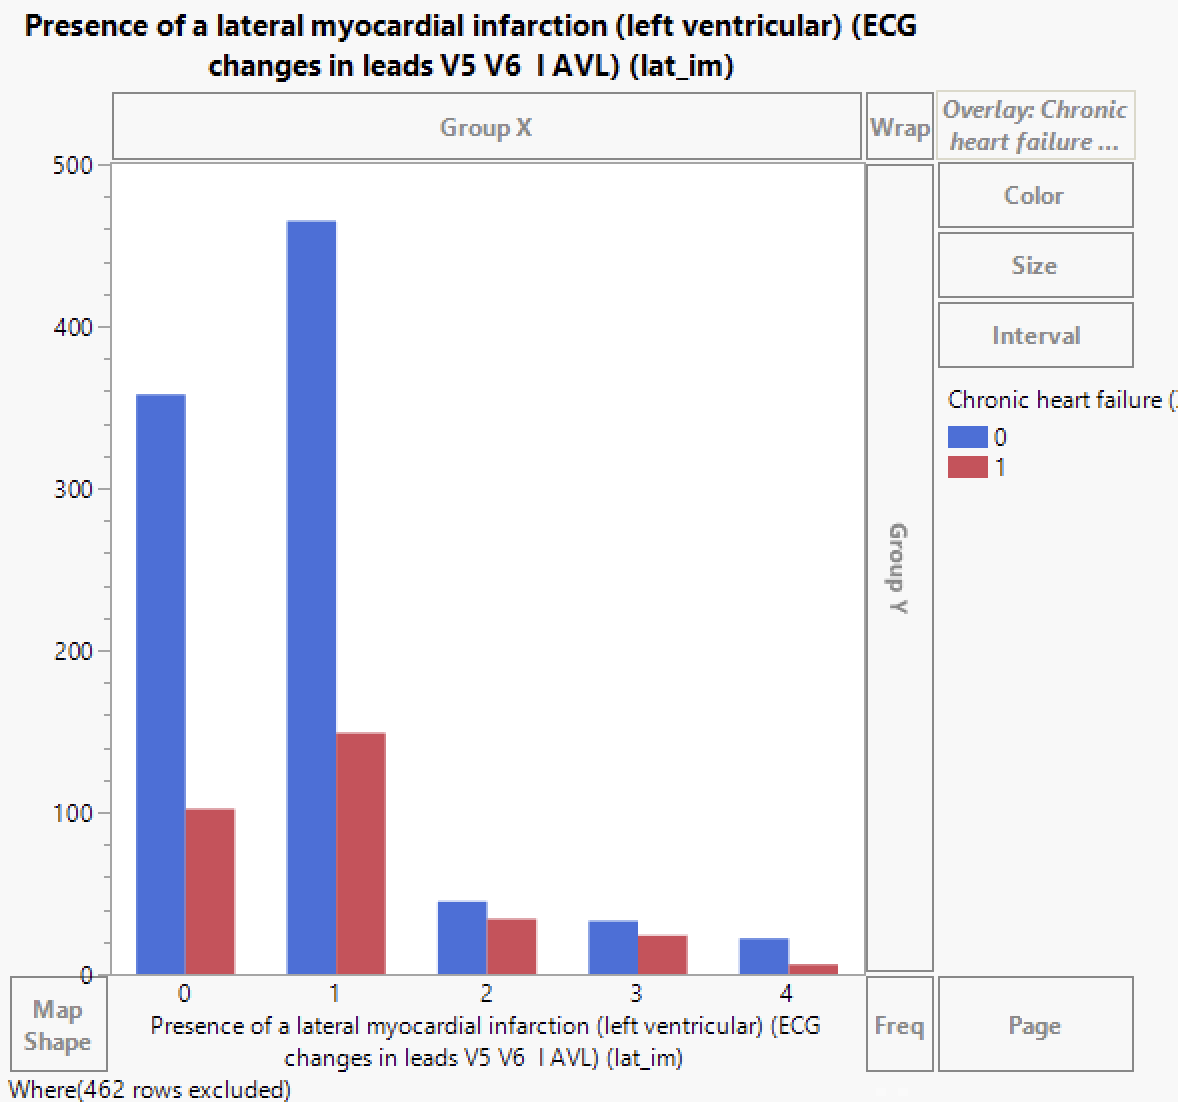 Presence of a lateral myocardial infarction (left ventricular) (ECG
changes in leads V5 V6  I AVL) (lat_im)
Group X
Wrap
Overlay: Chronic
heart failure ...
Color
Size
Interval
Chronic heart failure (
0
1
Group Y
500
400
300
200
100
0
0 1 2 3 4
Presence of a lateral myocardial infarction (left ventricular) (ECG
changes in leads V5 V6  I AVL) (lat_im)
Map
Shape
Freq
Page
Where(462 rows excluded)